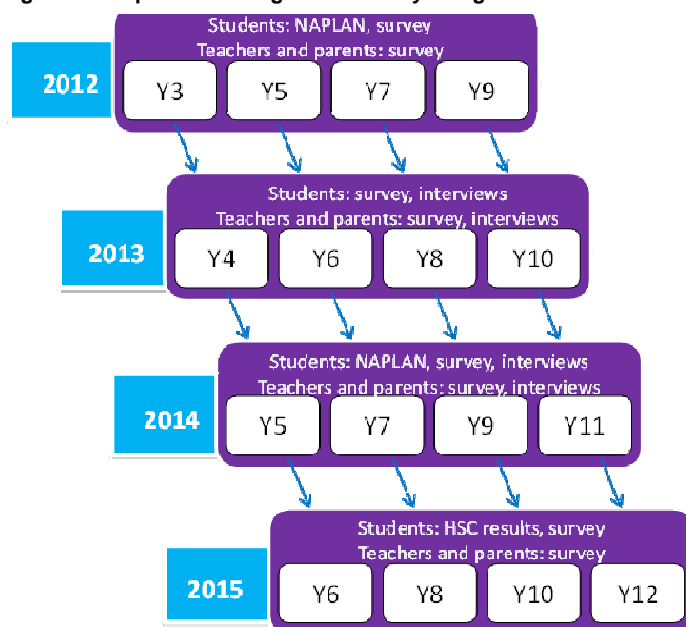 Students: NAPLAN, survey
Teachers and parents: survey
2012
Y3 Y5 Y7 Y9
Students: survey, interviews
Teachers and parents: survey, interviews
2013
Y4 Y6 Y8 Y10
Students: NAPLAN, survey, interviews
Teachers and parents: survey, interviews
2014
Y5 Y7 Y9 Y11
Students: HSC results, survey
Teachers and parents: survey
2015
Y6 Y8 Y10 Y12